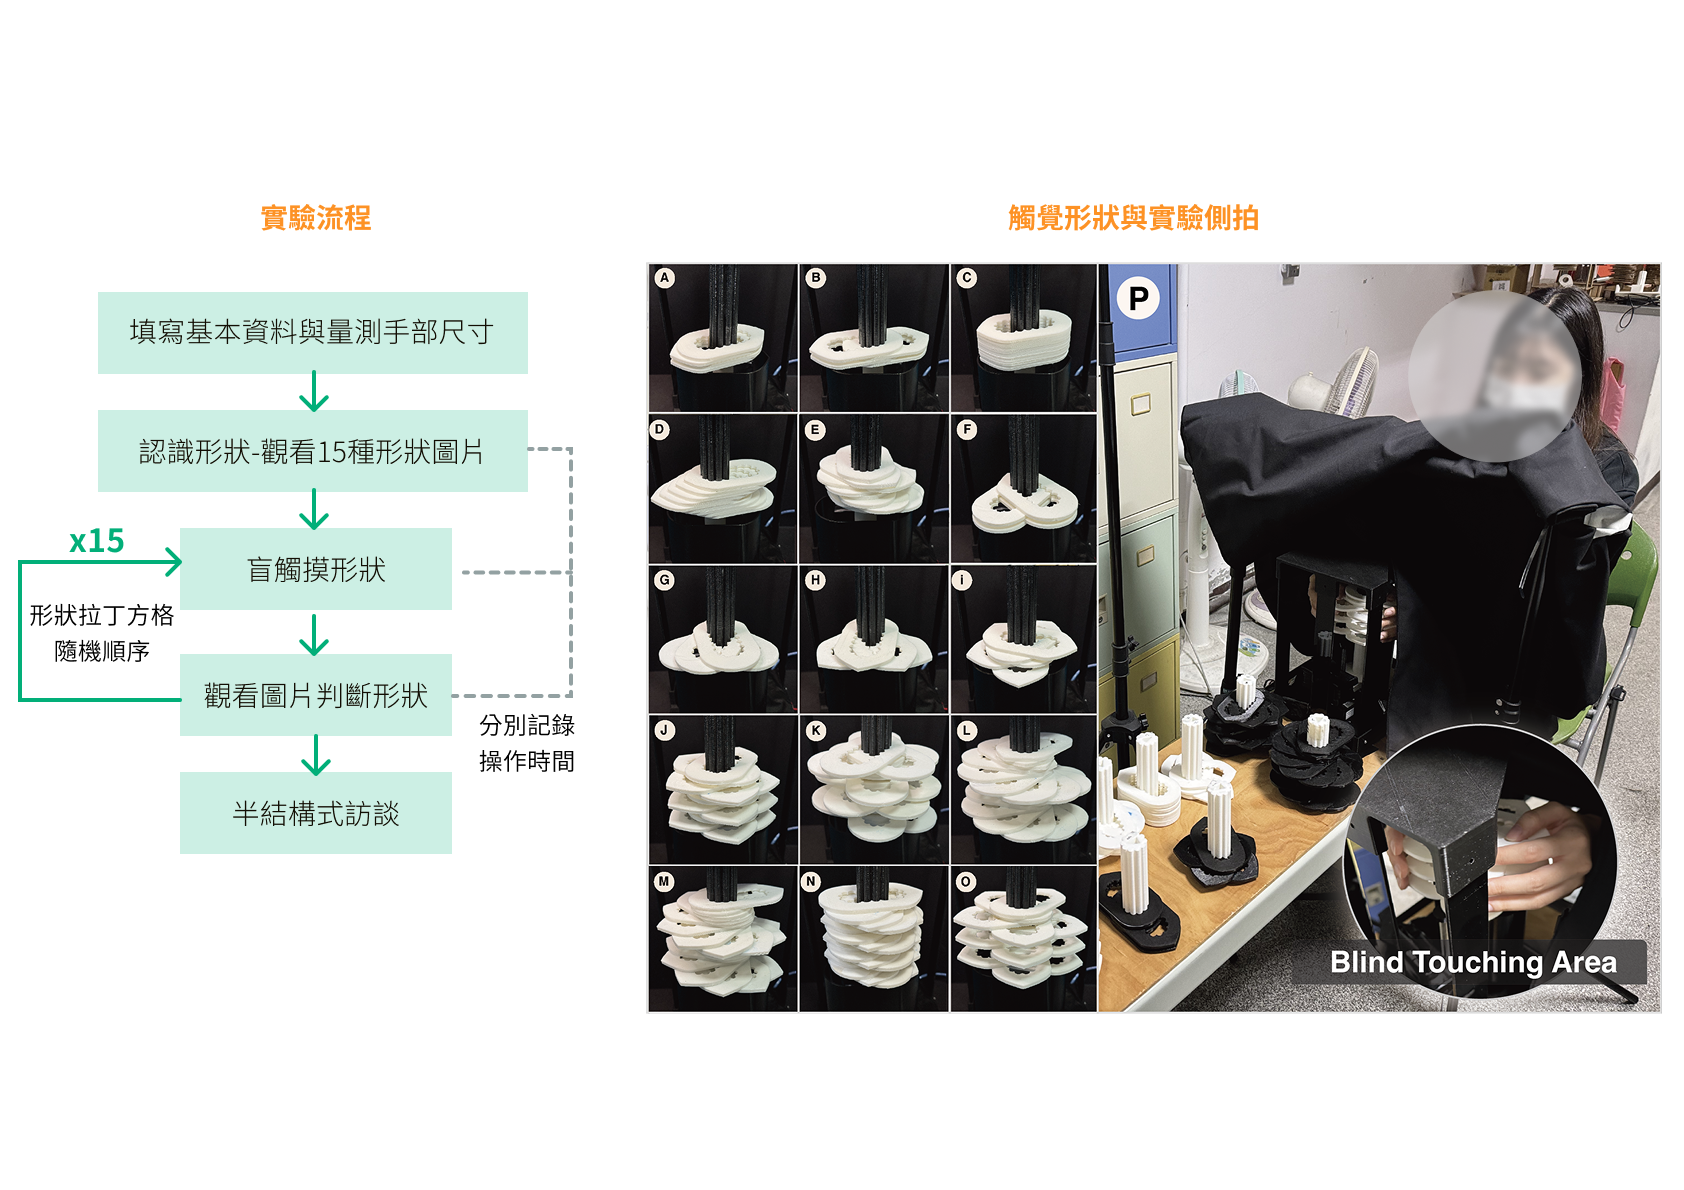 實驗流程
填寫基本資料與量測手部尺寸
認識形狀-觀看15種形狀圖片
x15
盲觸摸形狀
形狀拉丁方格
隨機順序
觀看圖片判斷形狀
分別記錄
操作時間
半結構式訪談
觸覺形狀與實驗側拍
A
B
C
D
E
F
G
H
i
J
K
L
M
N
O
P
Blind Touching Area